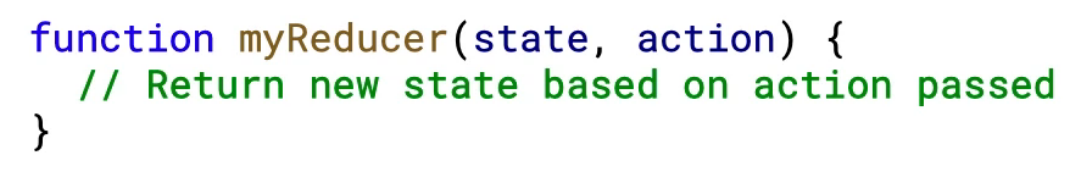 function myReducer(state, action) {
  // Return new state based on action passed
}